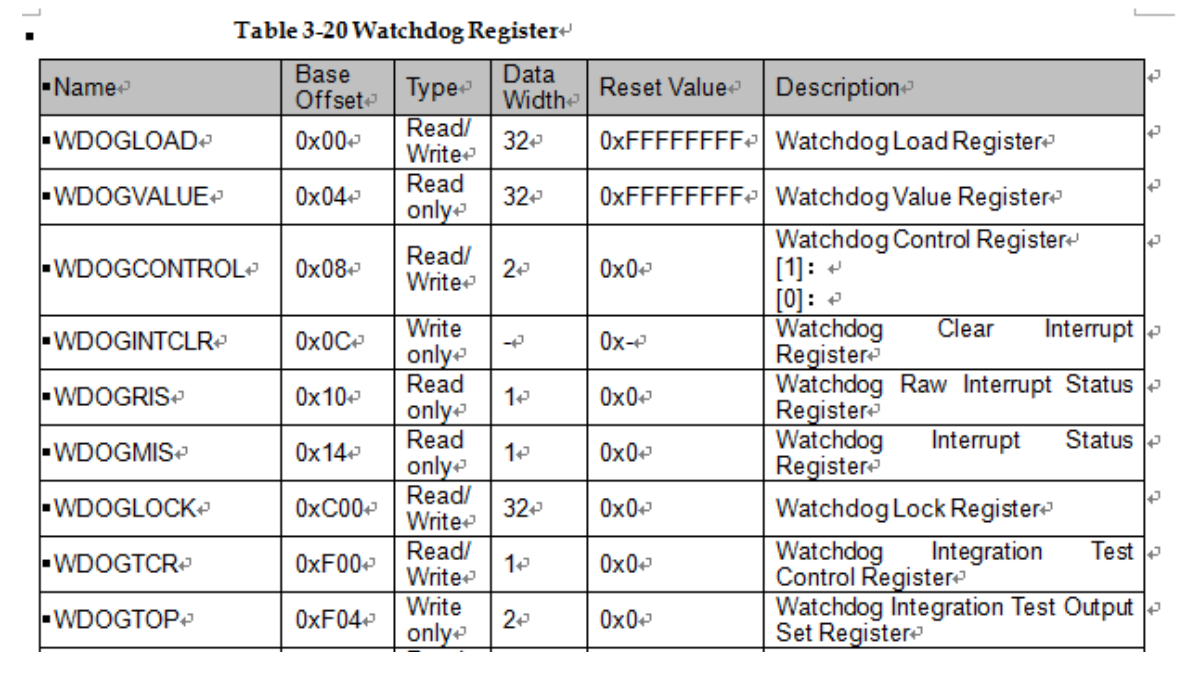 Table 3-20 Watchdog Register
Name Base Offset Type Data Width Reset Value Description
WDOGLOAD 0x00 Read/Write 32 0xFFFFFFFF Watchdog Load Register
WDOGVALUE 0x04 Read only 32 0xFFFFFFFF Watchdog Value Register
WDOGCONTROL 0x08 Read/Write 2 0x0 Watchdog Control Register
[1]:
[0]:
WDOGINTCLR 0x0C Write only - 0x- Watchdog Clear Interrupt Register
WDOGRIS 0x10 Read only 1 0x0 Watchdog Raw Interrupt Status Register
WDOGMIS 0x14 Read only 1 0x0 Watchdog Interrupt Status Register
WDOGLOCK 0xC00 Read/Write 32 0x0 Watchdog Lock Register
WDOGTCR 0xF00 Read/Write 1 0x0 Watchdog Integration Test Control Register
WDOGTOP 0xF04 Write only 2 0x0 Watchdog Integration Test Output Set Register